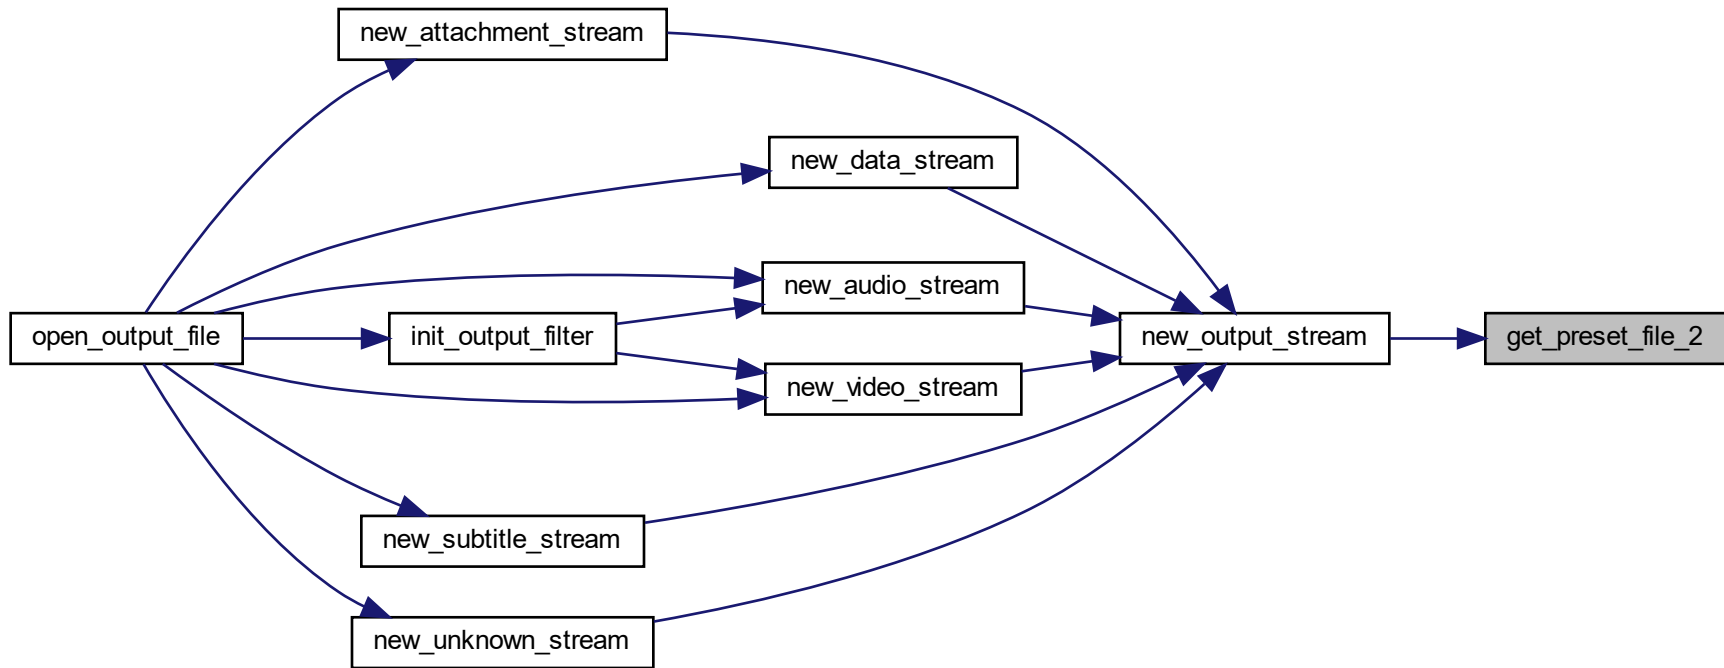 new_attachment_stream
new_data_stream
new_audio_stream
open_output_file
init_output_filter
new_output_stream
get_preset_file_2
new_video_stream
new_subtitle_stream
new_unknown_stream